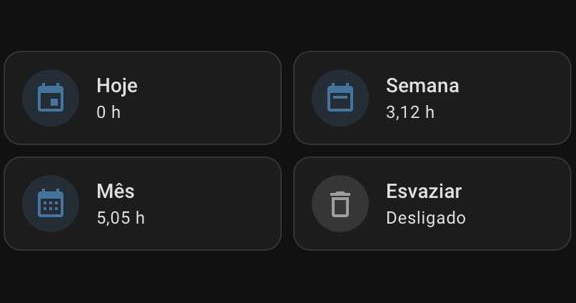 Hoje
0 h
Semana
3,12 h
Mês
5,05 h
Esvaziar
Desligado